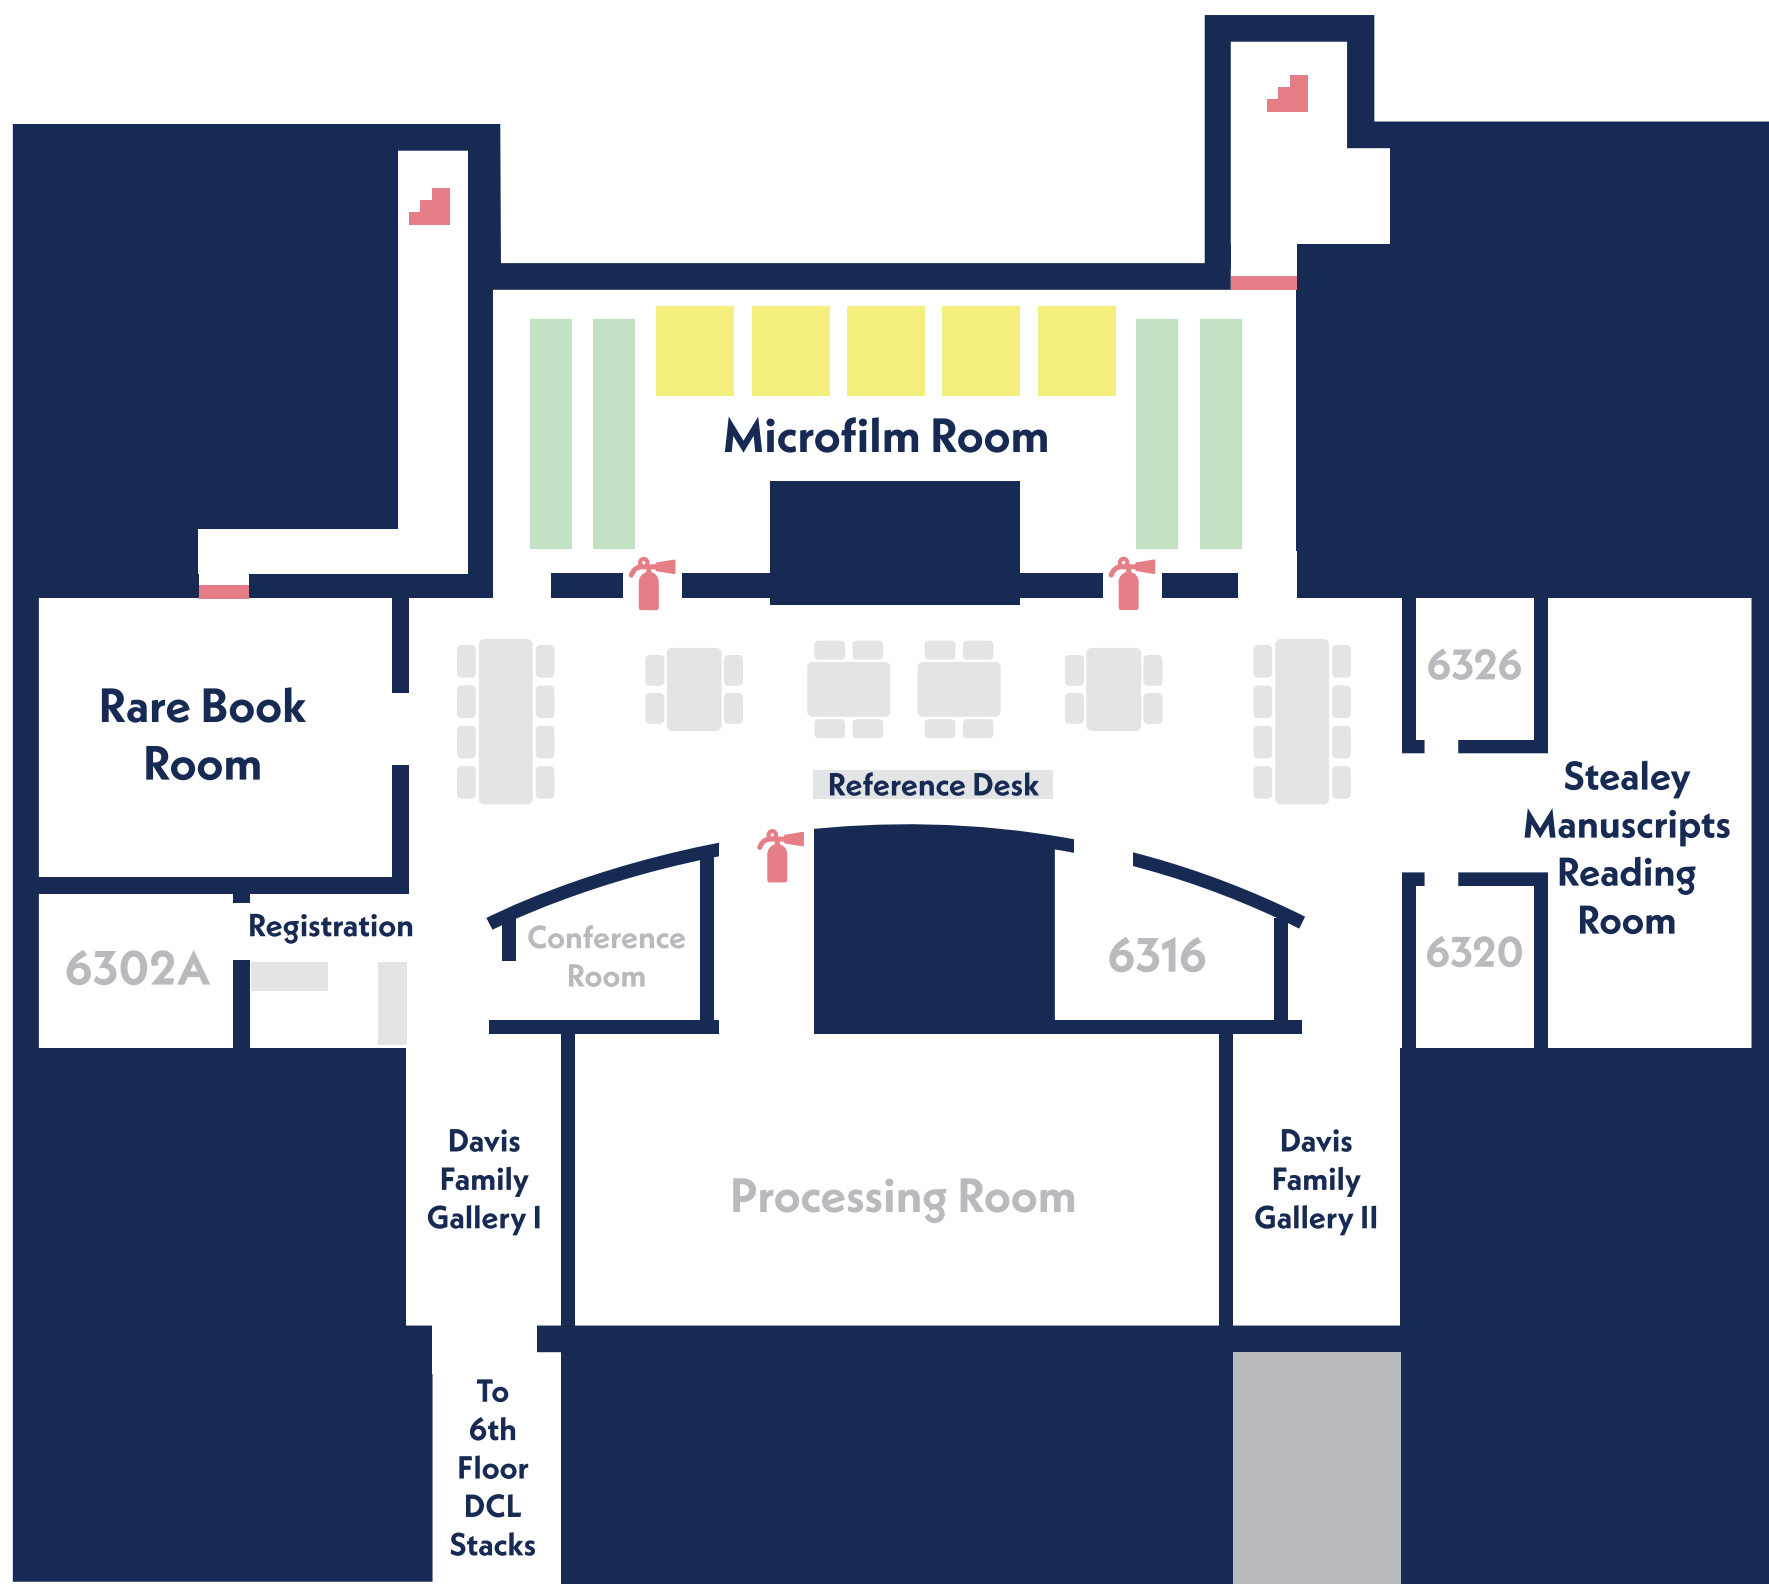 Microfilm Room
Rare Book
Room
6326
Reference Desk
Stealey
Manuscripts
Reading
Room
Registration
6302A
Conference
Room
6316
6320
Davis
Family
Gallery I
Processing Room
Davis
Family
Gallery II
To
6th
Floor
DCL
Stacks